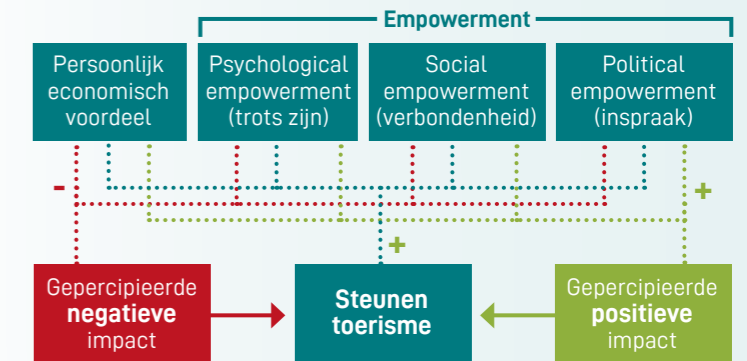 Empowerment
Persoonlijk
economisch
voordeel
Psychological
empowerment
(trots zijn)
Social
empowerment
(verbondenheid)
Political
empowerment
(inspraak)
-
+
+
Gepercipieerde
negatieve
impact
Steunen
toerisme
Gepercipieerde
positieve
impact